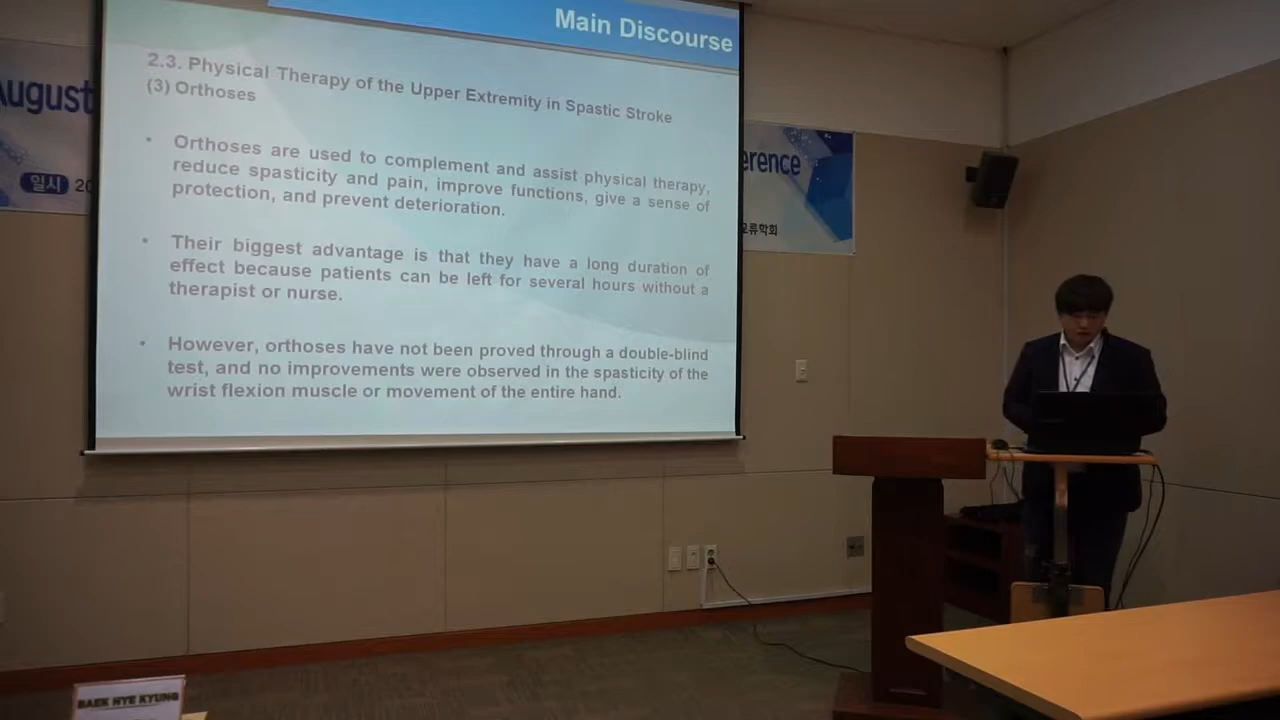 Main Discourse
2.3. Physical Therapy of the Upper Extremity in Spastic Stroke
(3) Orthoses
• Orthoses are used to complement and assist physical therapy,
reduce spasticity and pain, improve functions, give a sense of
protection, and prevent deterioration.
• Their biggest advantage is that they have a long duration of
effect because patients can be left for several hours without a
therapist or nurse.
• However, orthoses have not been proved through a double-blind
test, and no improvements were observed in the spasticity of the
wrist flexion muscle or movement of the entire hand.
August
일시 20
erence
교류학회
BAEK HYE KYUNG